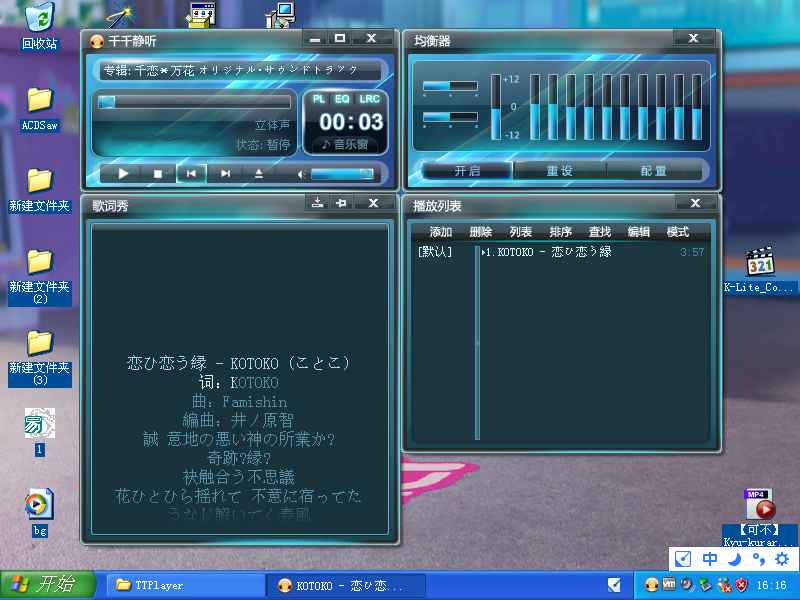 回收站
ACDSaw
新建文件夹
新建文件夹
(2)
新建文件夹
(3)
1
bg
千千静听
专辑: 千恋＊万花 オリジナル・サウンドトラック
立体声
状态: 暂停
PL EQ LRC
00:03
♪音乐窗
均衡器
+12
0
-12
开启
重设
配置
歌词秀
恋ひ恋う縁 - KOTOKO (ことこ)
词: KOTOKO
曲: Famishin
編曲: 井ノ原智
誠 意地の悪い神の所業か?
奇跡?縁?
袂触合う不思議
花ひとひら揺れて 不意に宿ってた
うなじ解いてく春風
播放列表
添加 删除 列表 排序 查找 编辑 模式
[默认]
1.KOTOKO - 恋ひ恋う縁 3:57
321
K-Lite_Co...
MP4
【可不】
Kyu-kurar...
中
开始
TTPlayer
KOTOKO - 恋ひ恋...
16:16